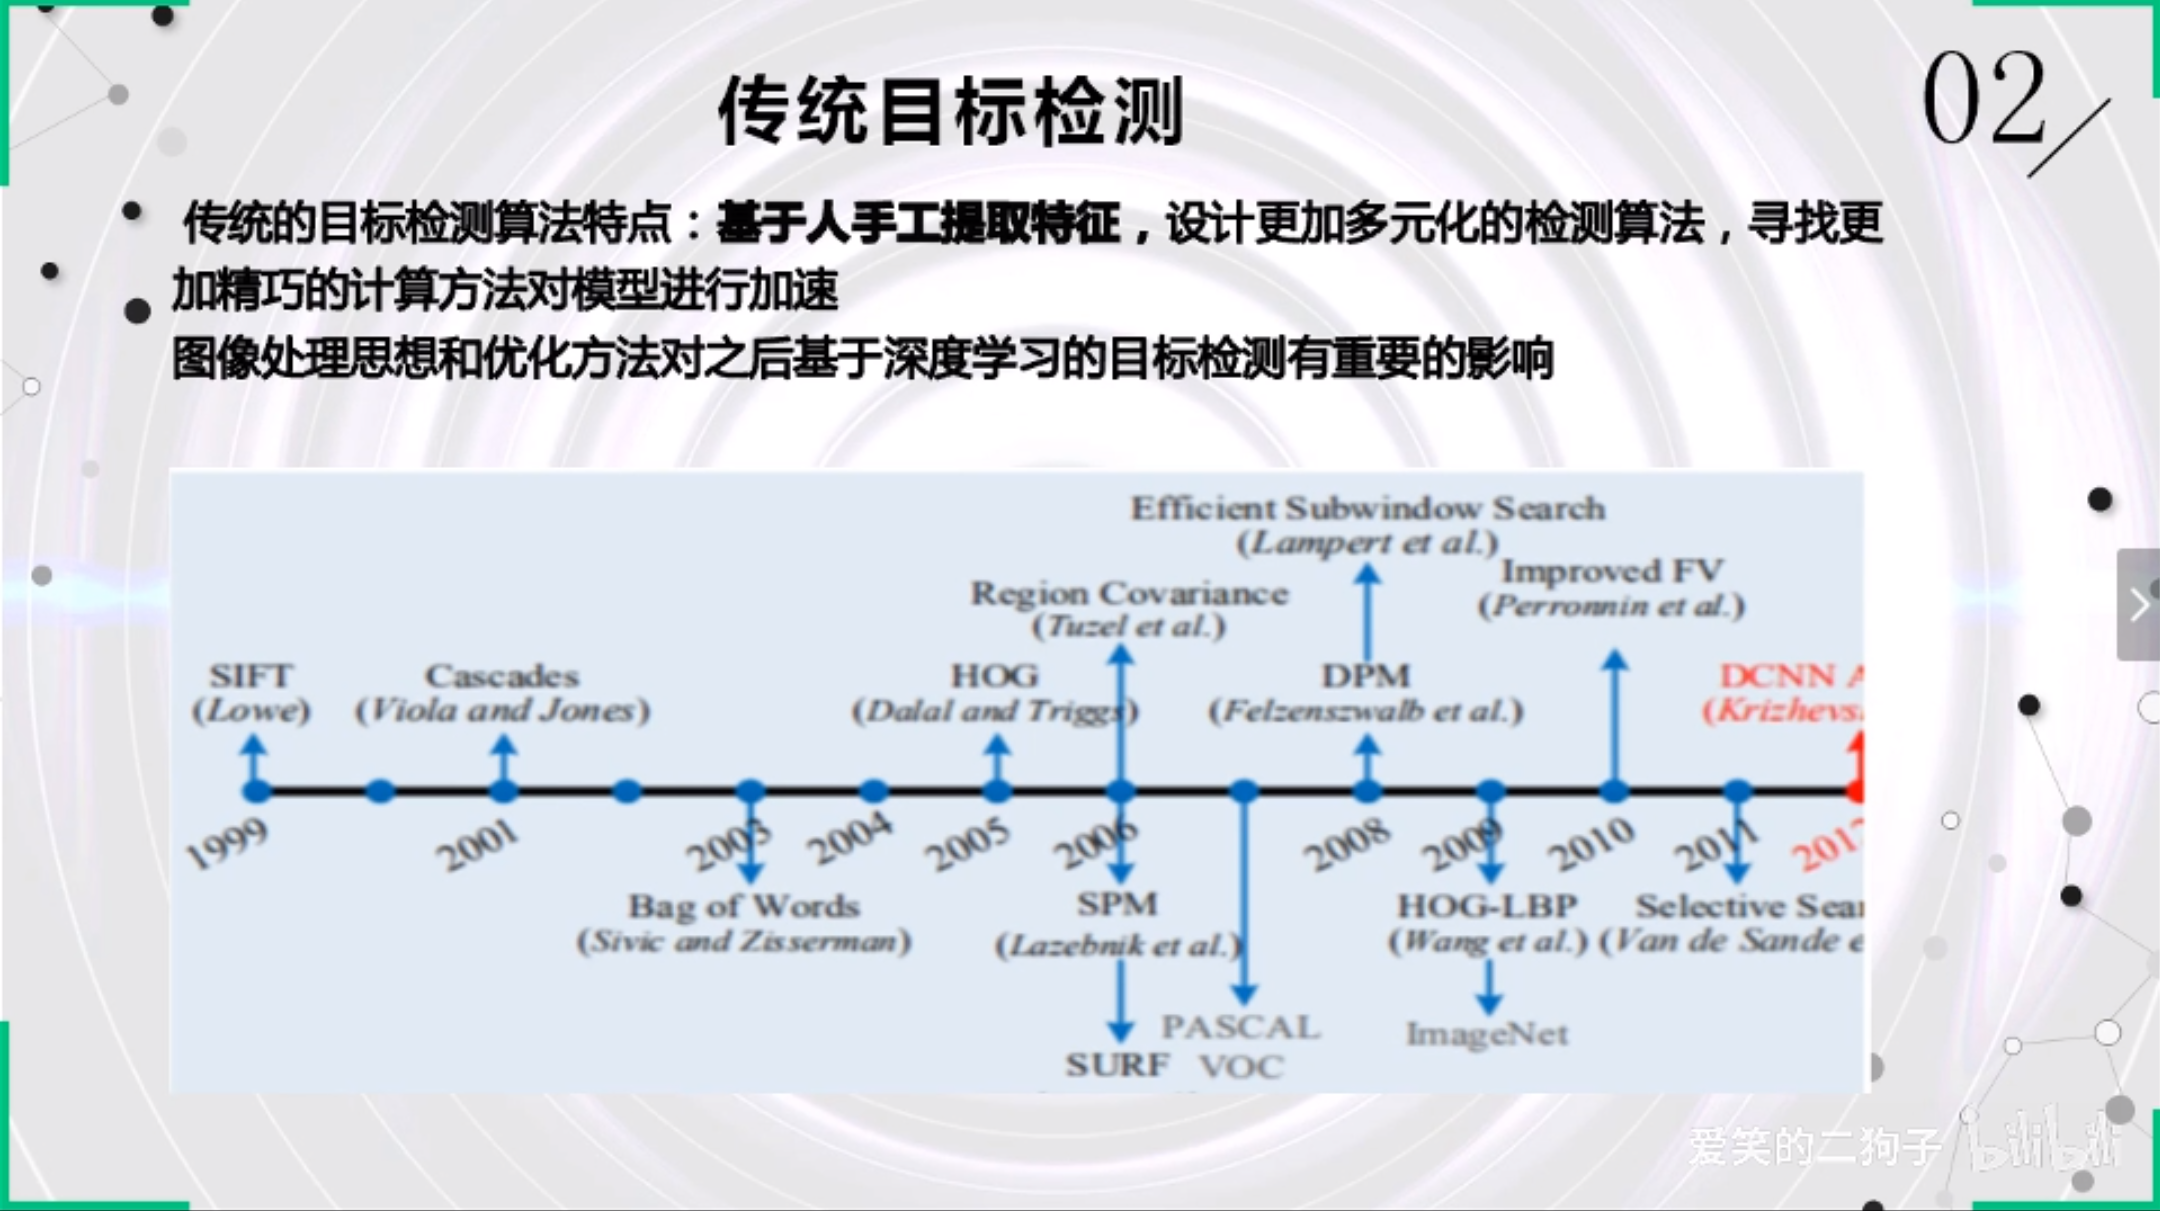 传统目标检测
02
传统的目标检测算法特点：基于人手工提取特征，设计更加多元化的检测算法，寻找更
加精巧的计算方法对模型进行加速
图像处理思想和优化方法对之后基于深度学习的目标检测有重要的影响
Efficient Subwindow Search
(Lampert et al.)
Improved FV
(Perronnin et al.)
Region Covariance
(Tuzel et al.)
SIFT
(Lowe)
Cascades
(Viola and Jones)
HOG
(Dalal and Triggs)
DPM
(Felzenszwalb et al.)
DCNN A
(Krizhevs
1999
2001
2003
2004
2005
2006
2008
2009
2010
2011
201
Bag of Words
(Sivic and Zisserman)
SPM
(Lazebnik et al.)
HOG-LBP
(Wang et al.)
Selective Sear
(Van de Sande e
SURF
PASCAL
VOC
ImageNet
爱笑的二狗子 bilibili